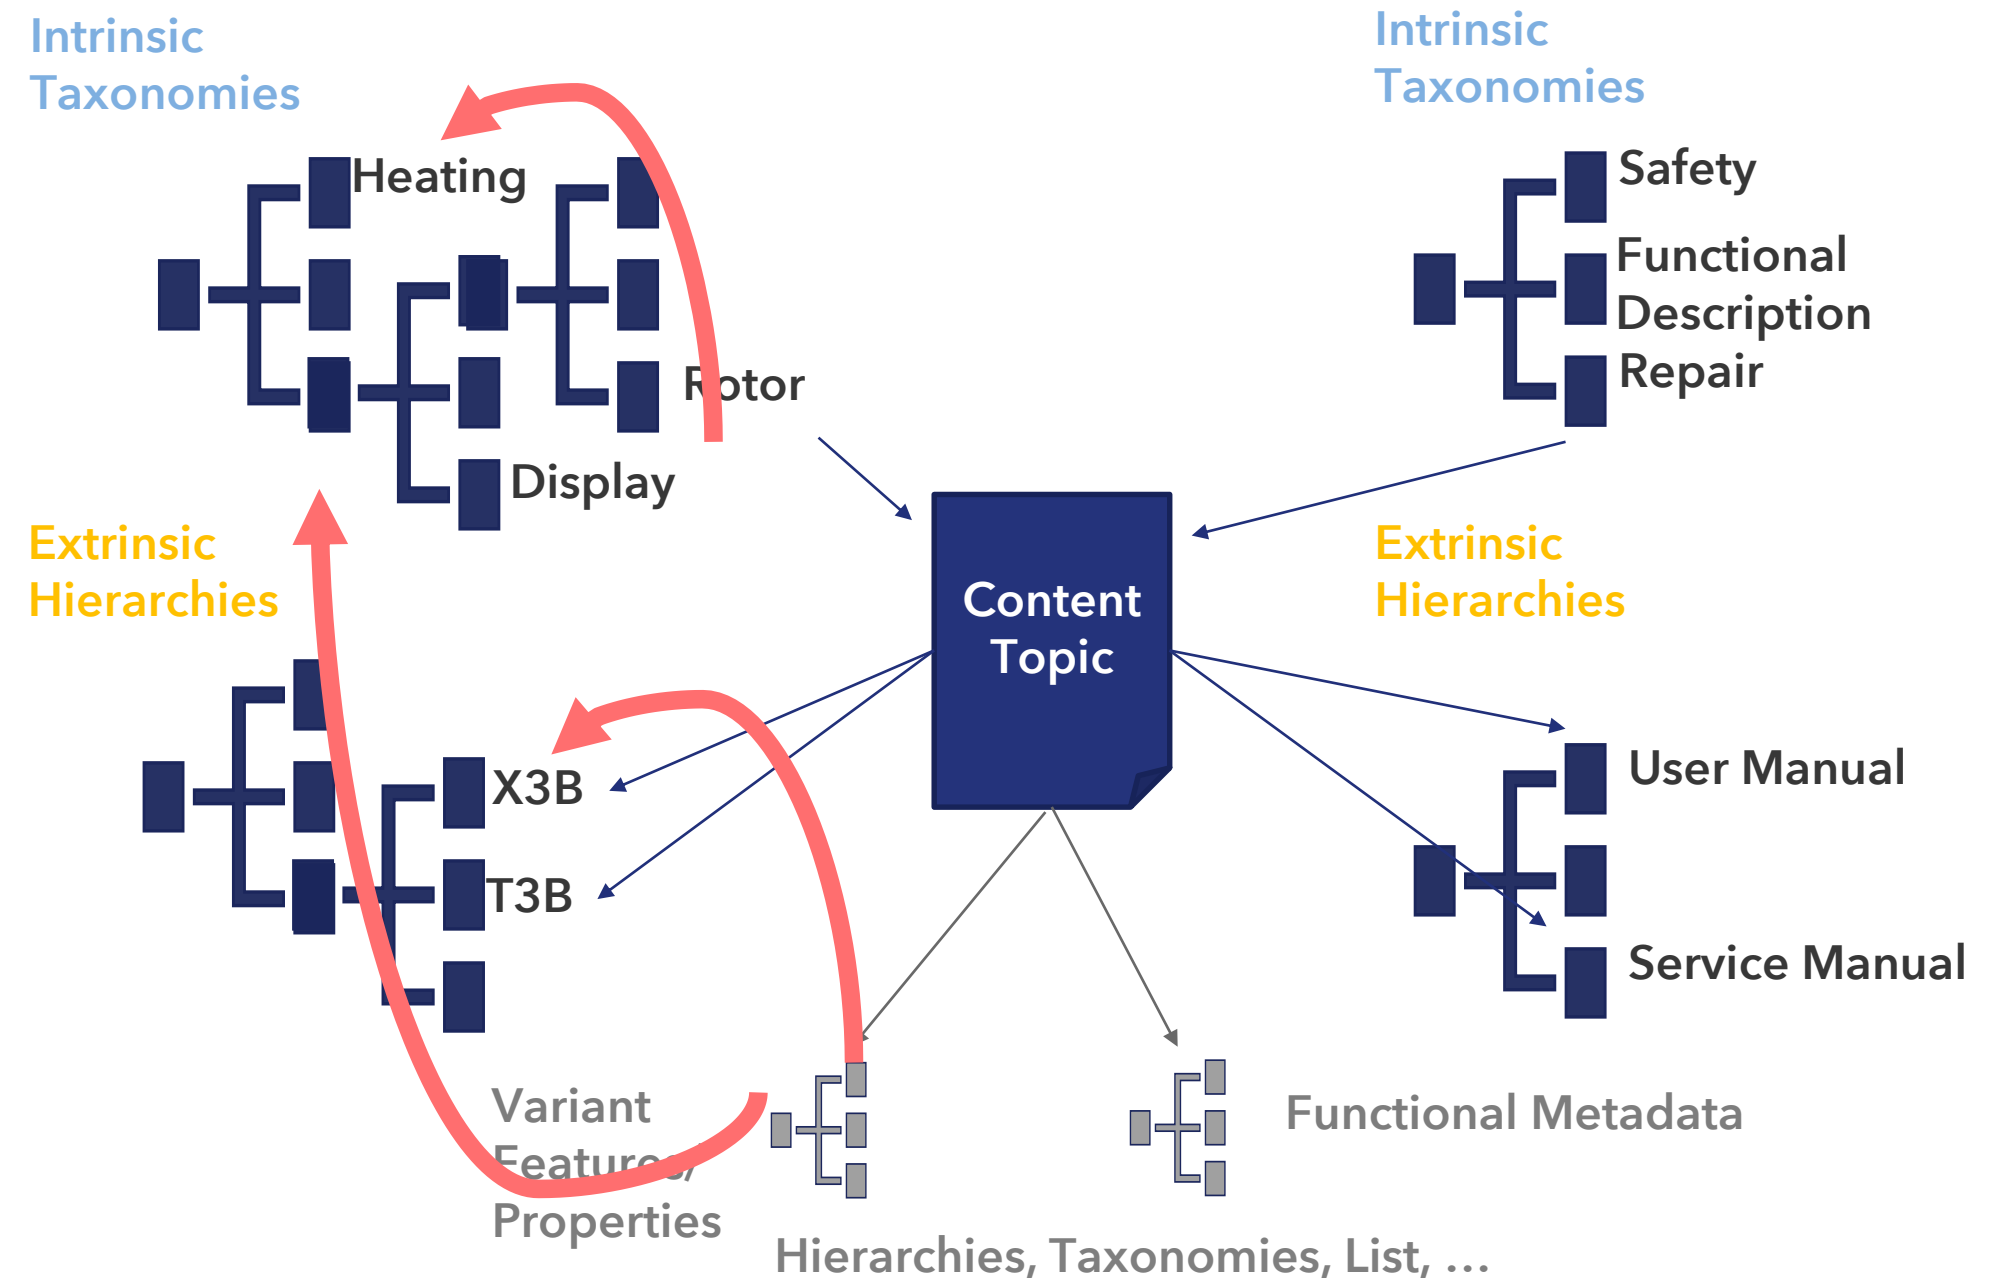 Intrinsic
Taxonomies
Heating
Rotor
Display
Intrinsic
Taxonomies
Safety
Functional
Description
Repair
Extrinsic
Hierarchies
X3B
T3B
Content
Topic
Extrinsic
Hierarchies
User Manual
Service Manual
Variant
Features/
Properties
Functional Metadata
Hierarchies, Taxonomies, List, …